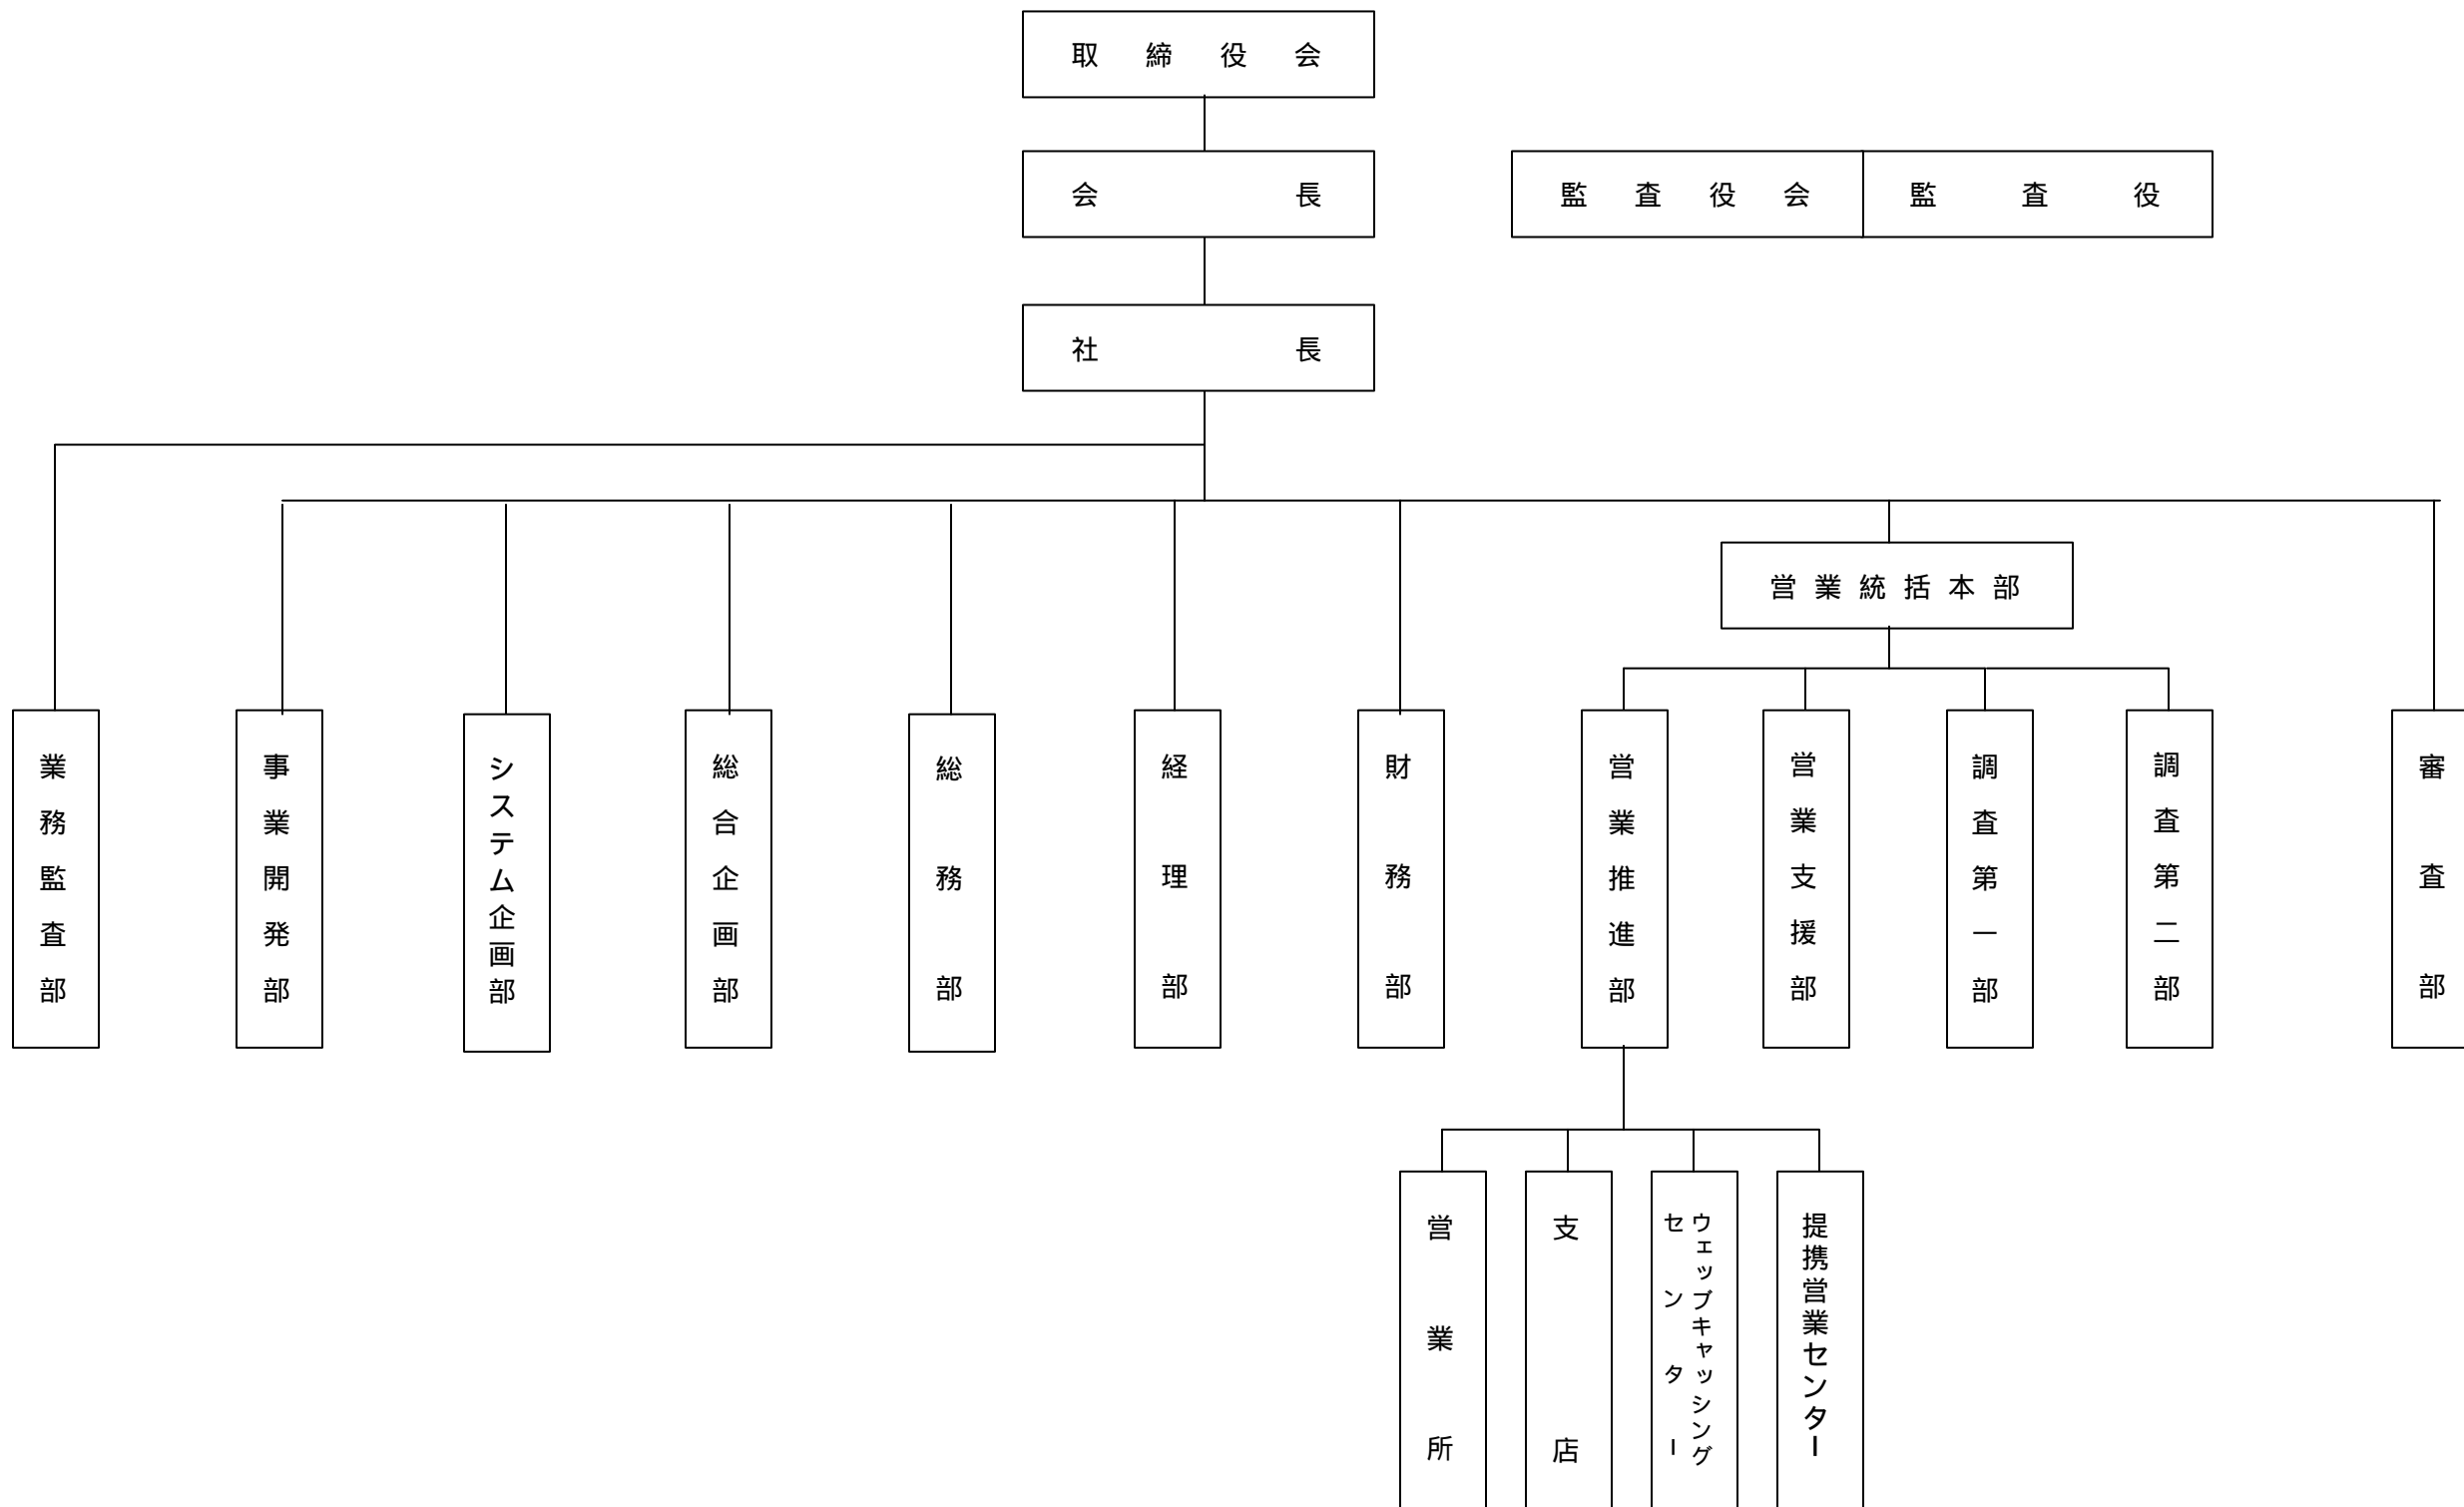 取締役会
会長
監査役会
監査役
社長
営業統括本部
業務監査部
事業開発部
システム企画部
総合企画部
総務部
経理部
財務部
営業推進部
営業支援部
調査第一部
調査第二部
審査部
営業所
支店
ウェッブキャッシング
センター
提携営業センター